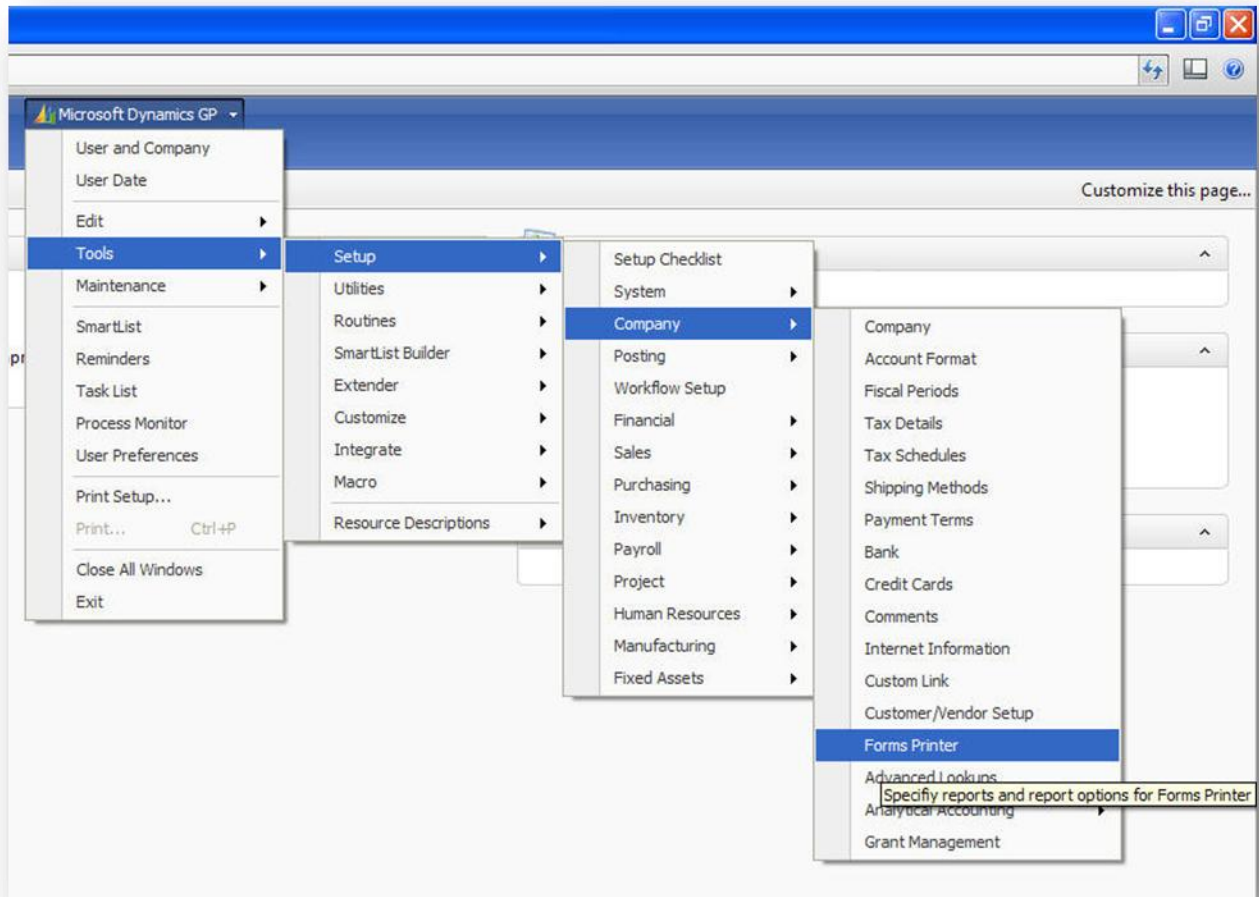 Microsoft Dynamics GP
Customize this page...
User and Company
User Date
Edit
Tools
Maintenance
SmartList
Reminders
Task List
Process Monitor
User Preferences
Print Setup...
Print... Ctrl+P
Close All Windows
Exit
pr
Setup
Utilities
Routines
SmartList Builder
Extender
Customize
Integrate
Macro
Resource Descriptions
Setup Checklist
System
Company
Posting
Workflow Setup
Financial
Sales
Purchasing
Inventory
Payroll
Project
Human Resources
Manufacturing
Fixed Assets
Company
Account Format
Fiscal Periods
Tax Details
Tax Schedules
Shipping Methods
Payment Terms
Bank
Credit Cards
Comments
Internet Information
Custom Link
Customer/Vendor Setup
Forms Printer
Advanced Lookups
Specifiy reports and report options for Forms Printer
Analytical Accounting
Grant Management